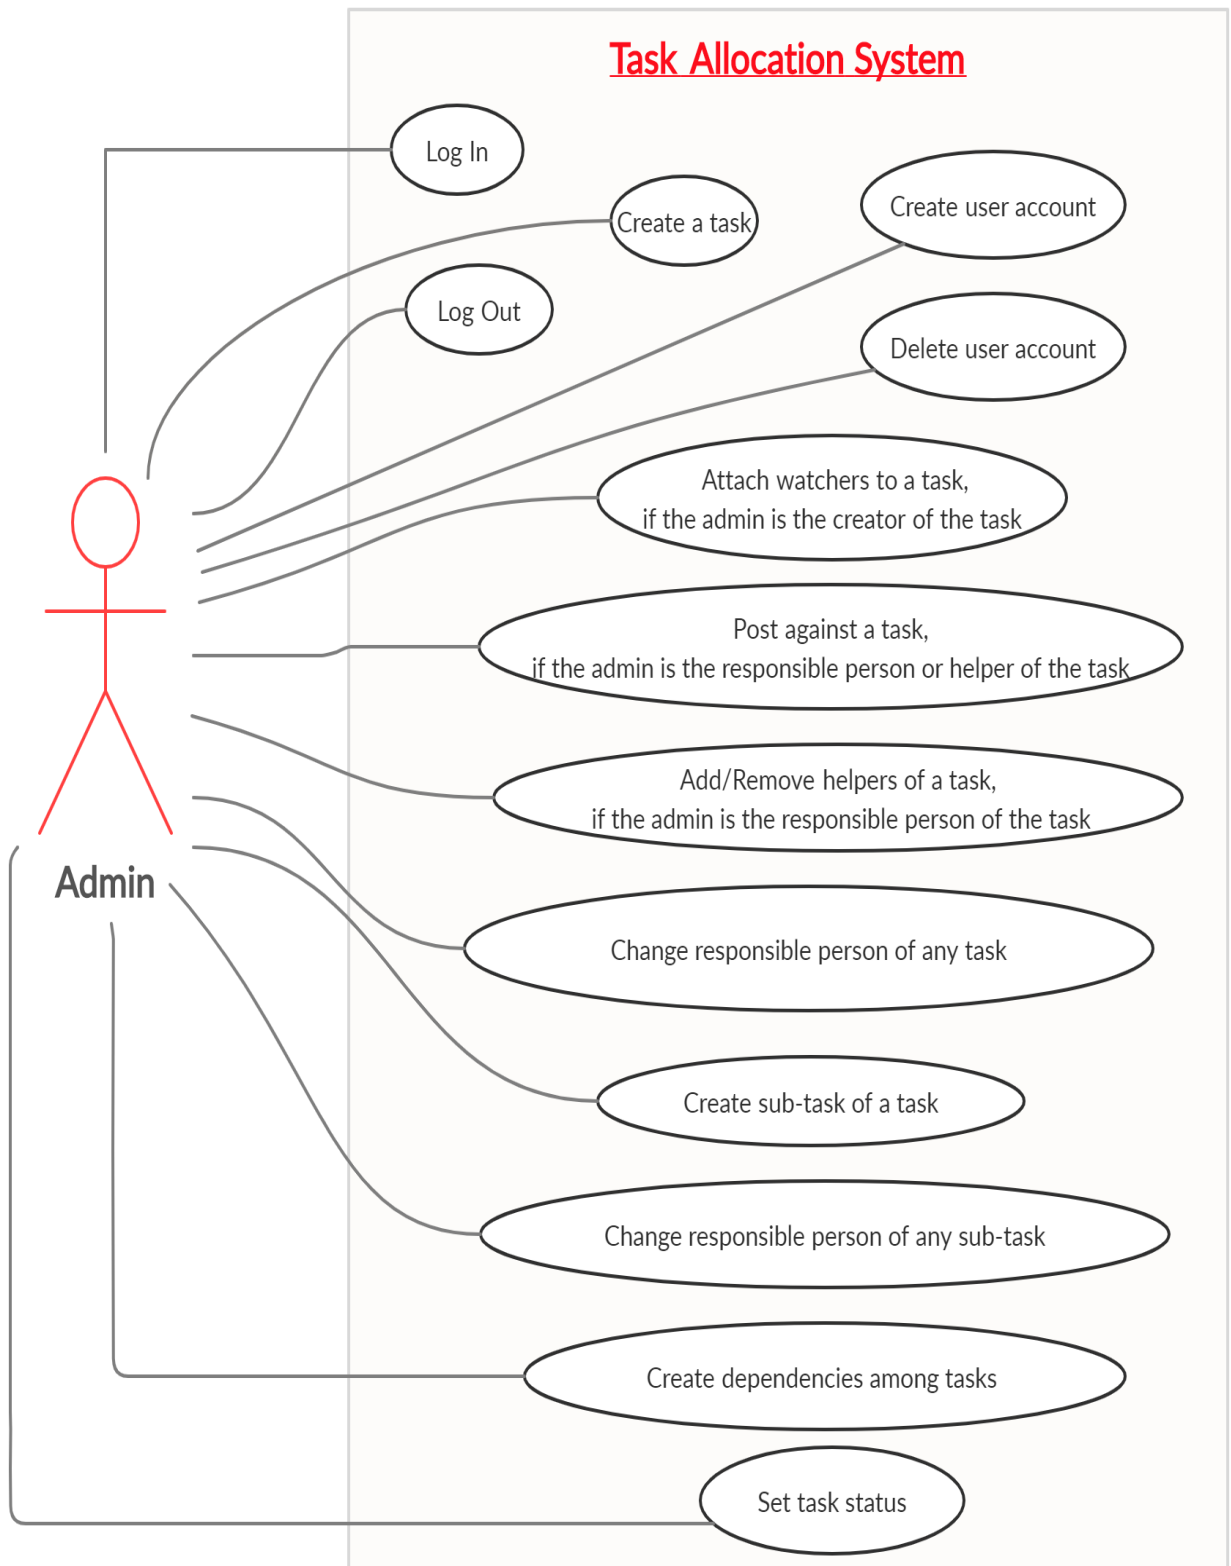 Task Allocation System
Log In
Create a task
Create user account
Log Out
Delete user account
Attach watchers to a task,
if the admin is the creator of the task
Post against a task,
if the admin is the responsible person or helper of the task
Add/Remove helpers of a task,
if the admin is the responsible person of the task
Admin
Change responsible person of any task
Create sub-task of a task
Change responsible person of any sub-task
Create dependencies among tasks
Set task status